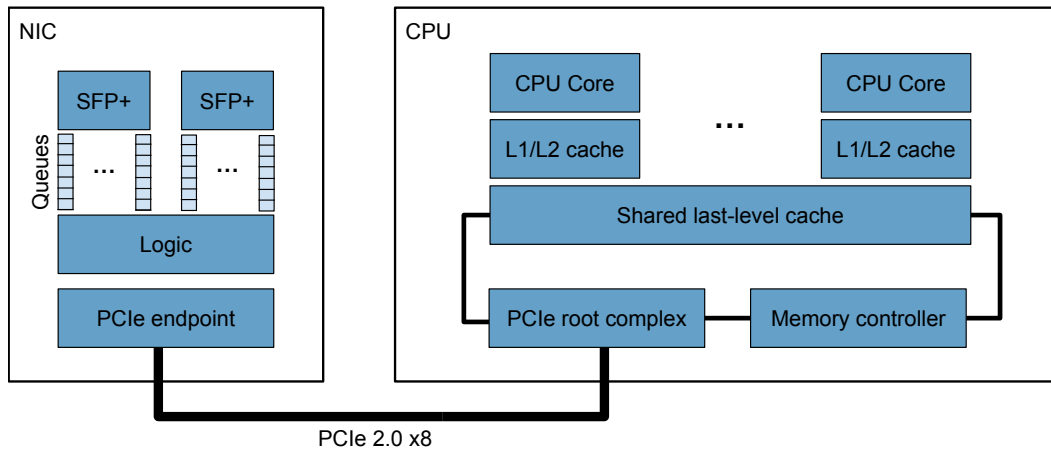 NIC
SFP+
SFP+
Queues
...
...
Logic
PCIe endpoint
CPU
CPU Core
CPU Core
...
L1/L2 cache
L1/L2 cache
Shared last-level cache
PCIe root complex
Memory controller
PCIe 2.0 x8